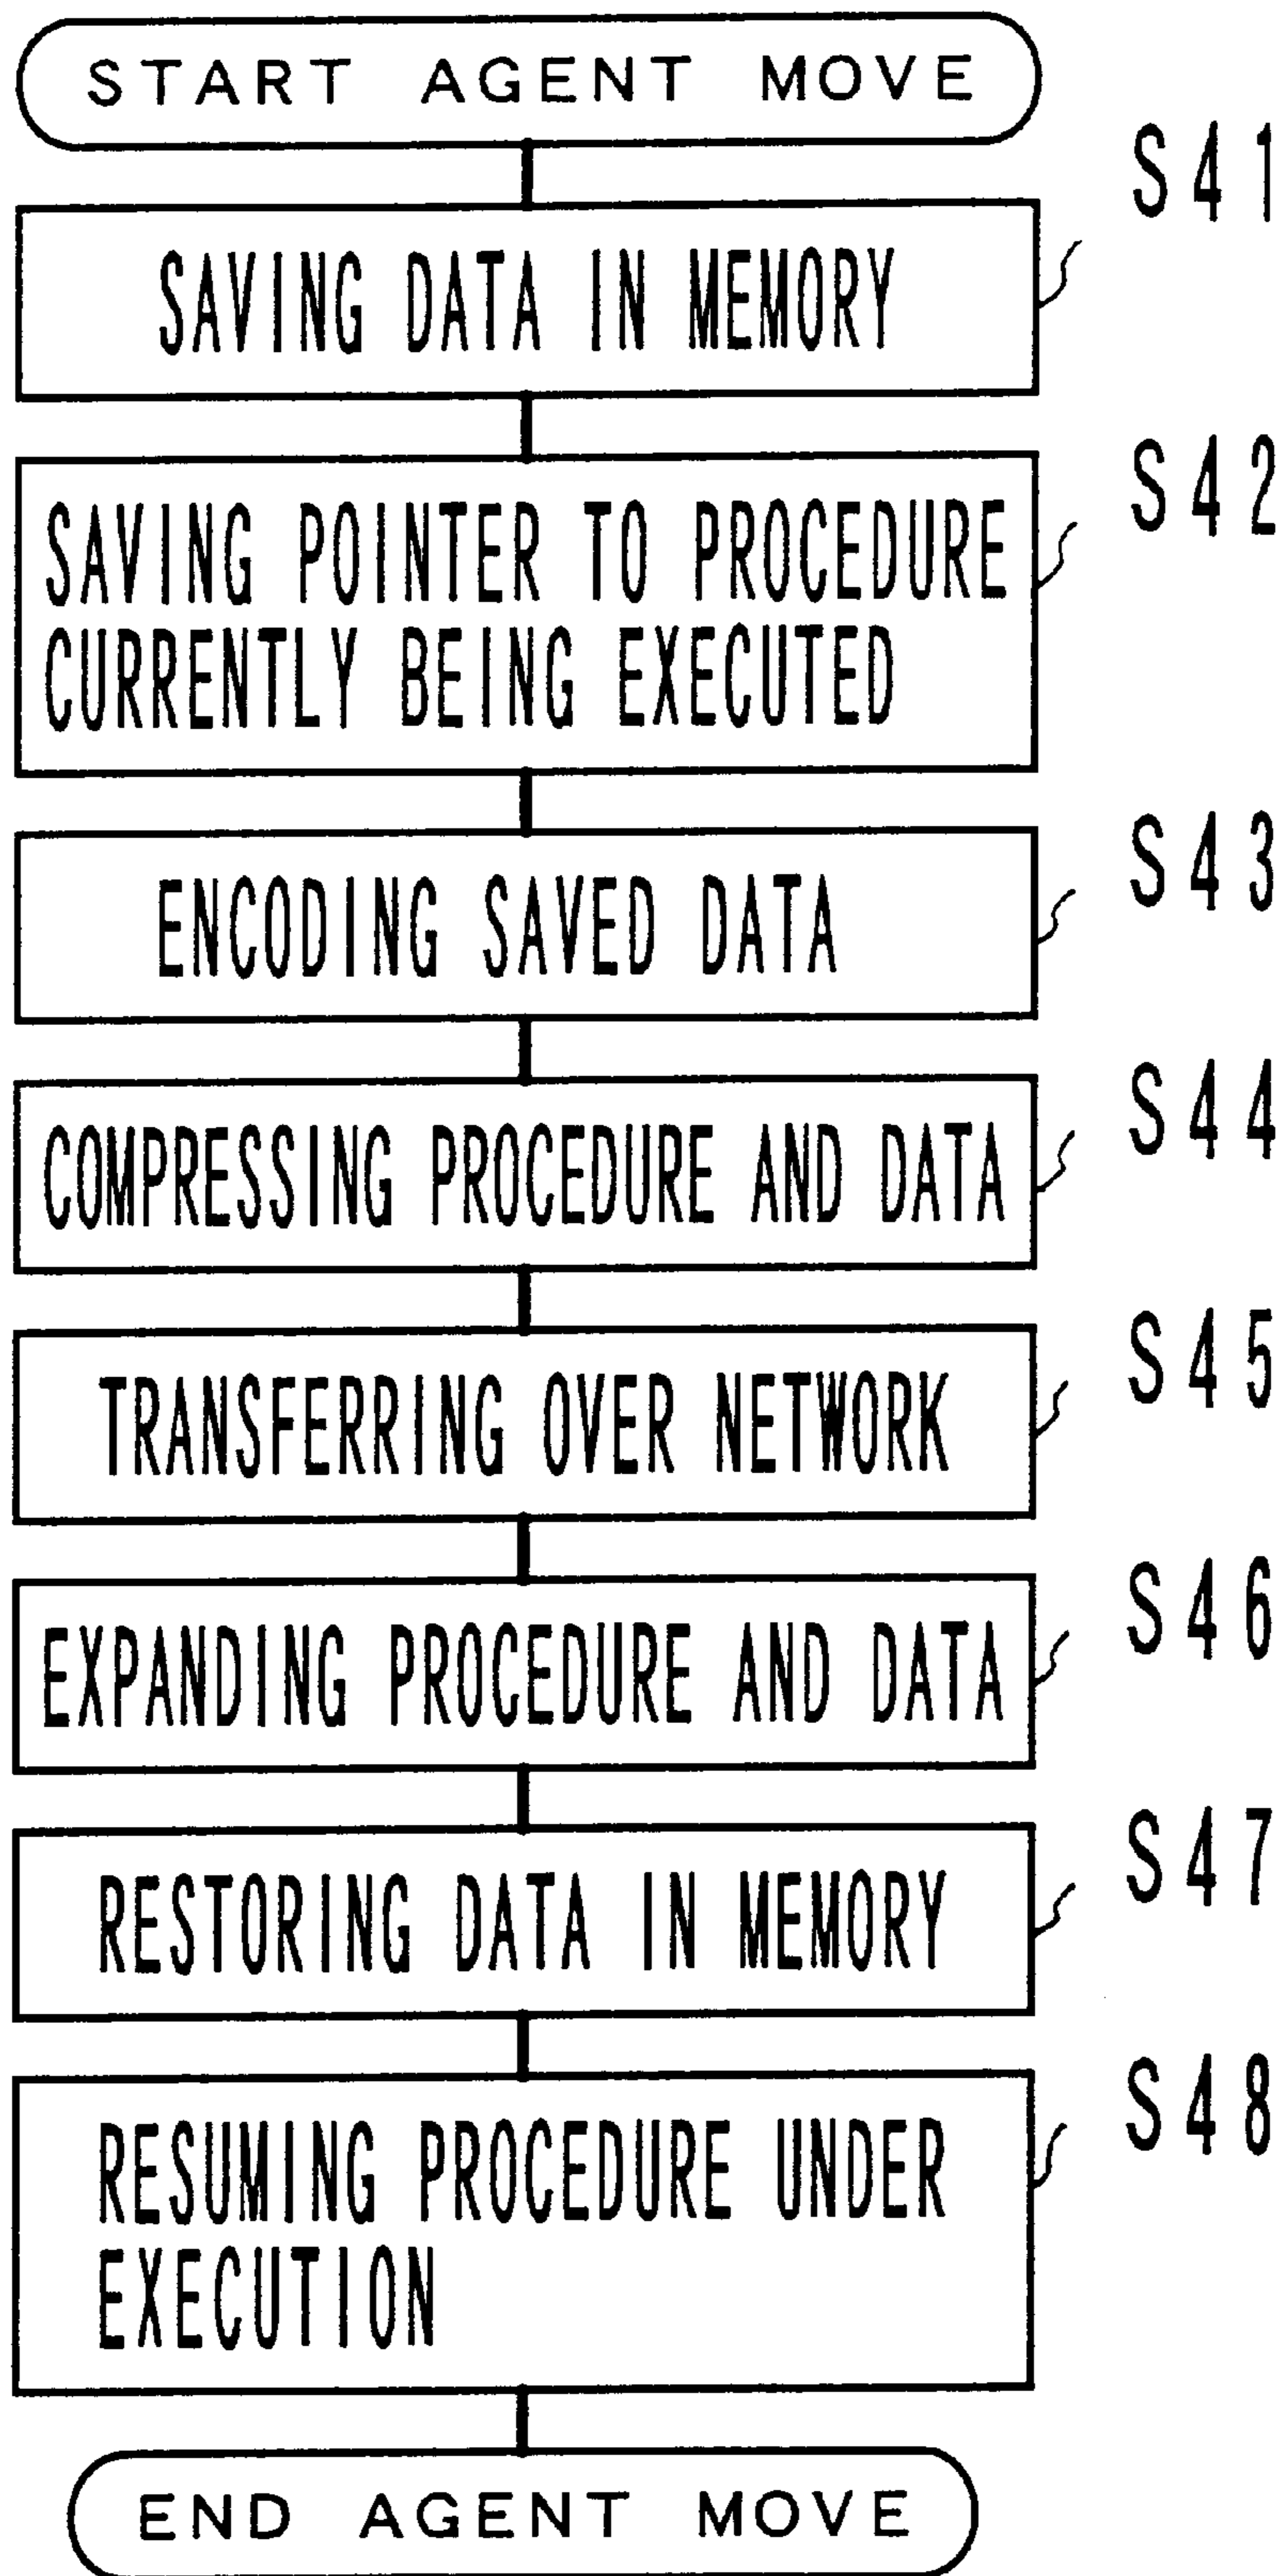 START AGENT MOVE
S41
SAVING DATA IN MEMORY
S42
SAVING POINTER TO PROCEDURE
CURRENTLY BEING EXECUTED
S43
ENCODING SAVED DATA
S44
COMPRESSING PROCEDURE AND DATA
S45
TRANSFERRING OVER NETWORK
S46
EXPANDING PROCEDURE AND DATA
S47
RESTORING DATA IN MEMORY
S48
RESUMING PROCEDURE UNDER
EXECUTION
END AGENT MOVE